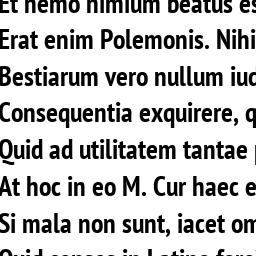 Et nemo nimium beatus es
Erat enim Polemonis. Nihi
Bestiarum vero nullum iud
Consequentia exquirere, q
Quid ad utilitatem tantae
At hoc in eo M. Cur haec e
Si mala non sunt, iacet om